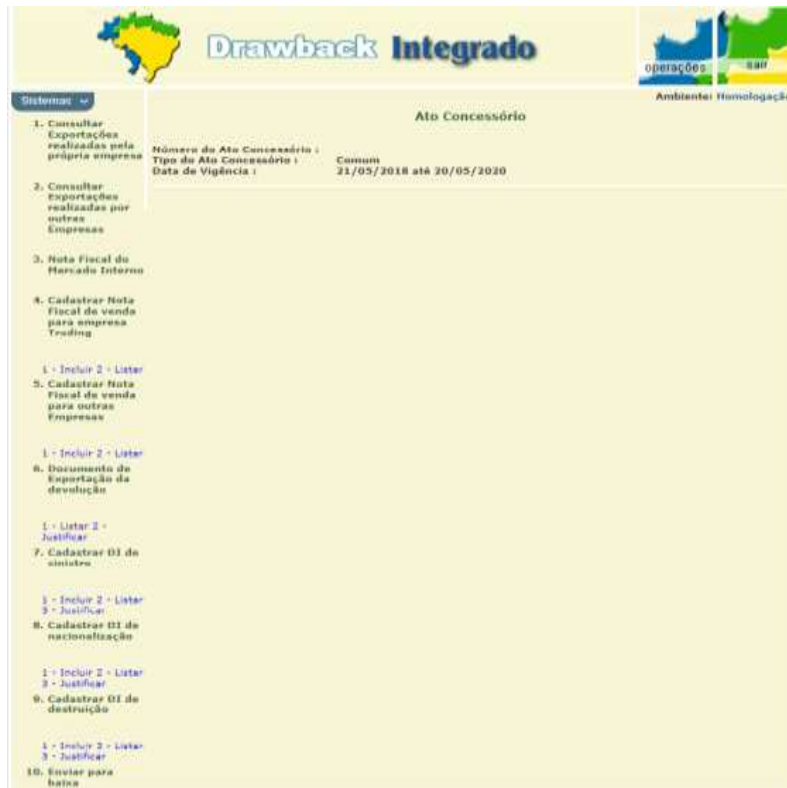 Drawback Integrado
operações sair
Ambiente: Homologação
Sistemas
Ato Concessório
Número do Ato Concessório :
Tipo do Ato Concessório : Comum
Data de Vigência : 21/05/2018 até 20/05/2020
1. Consultar
Exportações
realizadas pela
própria empresa
2. Consultar
Exportações
realizadas por
outras
Empresas
3. Nota Fiscal do
Mercado Interno
4. Cadastrar Nota
Fiscal de venda
para empresa
Trading
1 - Incluir 2 - Listar
5. Cadastrar Nota
Fiscal de venda
para outras
Empresas
1 - Incluir 2 - Listar
6. Documento de
Exportação da
devolução
1 - Listar 2 -
Justificar
7. Cadastrar DI de
sinistro
1 - Incluir 2 - Listar
3 - Justificar
8. Cadastrar DI de
nacionalização
1 - Incluir 2 - Listar
3 - Justificar
9. Cadastrar DI de
destruição
1 - Incluir 2 - Listar
3 - Justificar
10. Enviar para
baixa